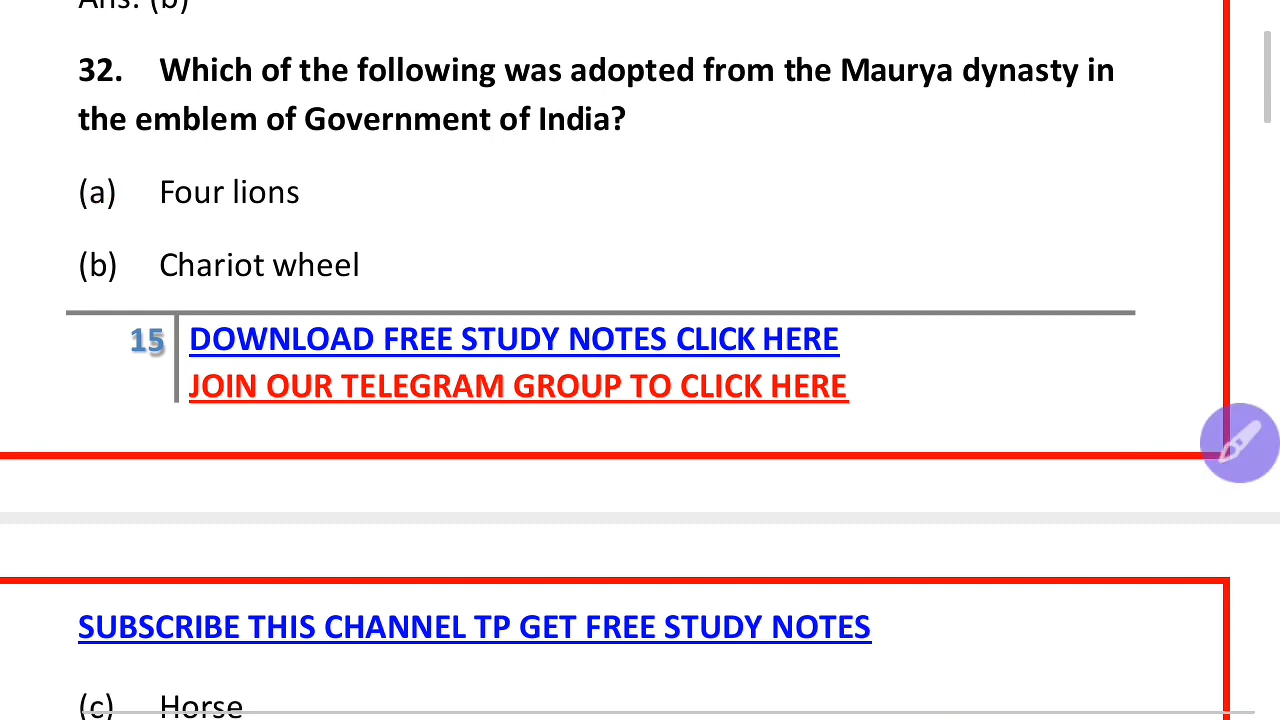 Ans. (b)
32. Which of the following was adopted from the Maurya dynasty in
the emblem of Government of India?
(a) Four lions
(b) Chariot wheel
15 DOWNLOAD FREE STUDY NOTES CLICK HERE
JOIN OUR TELEGRAM GROUP TO CLICK HERE
SUBSCRIBE THIS CHANNEL TP GET FREE STUDY NOTES
(c) Horse